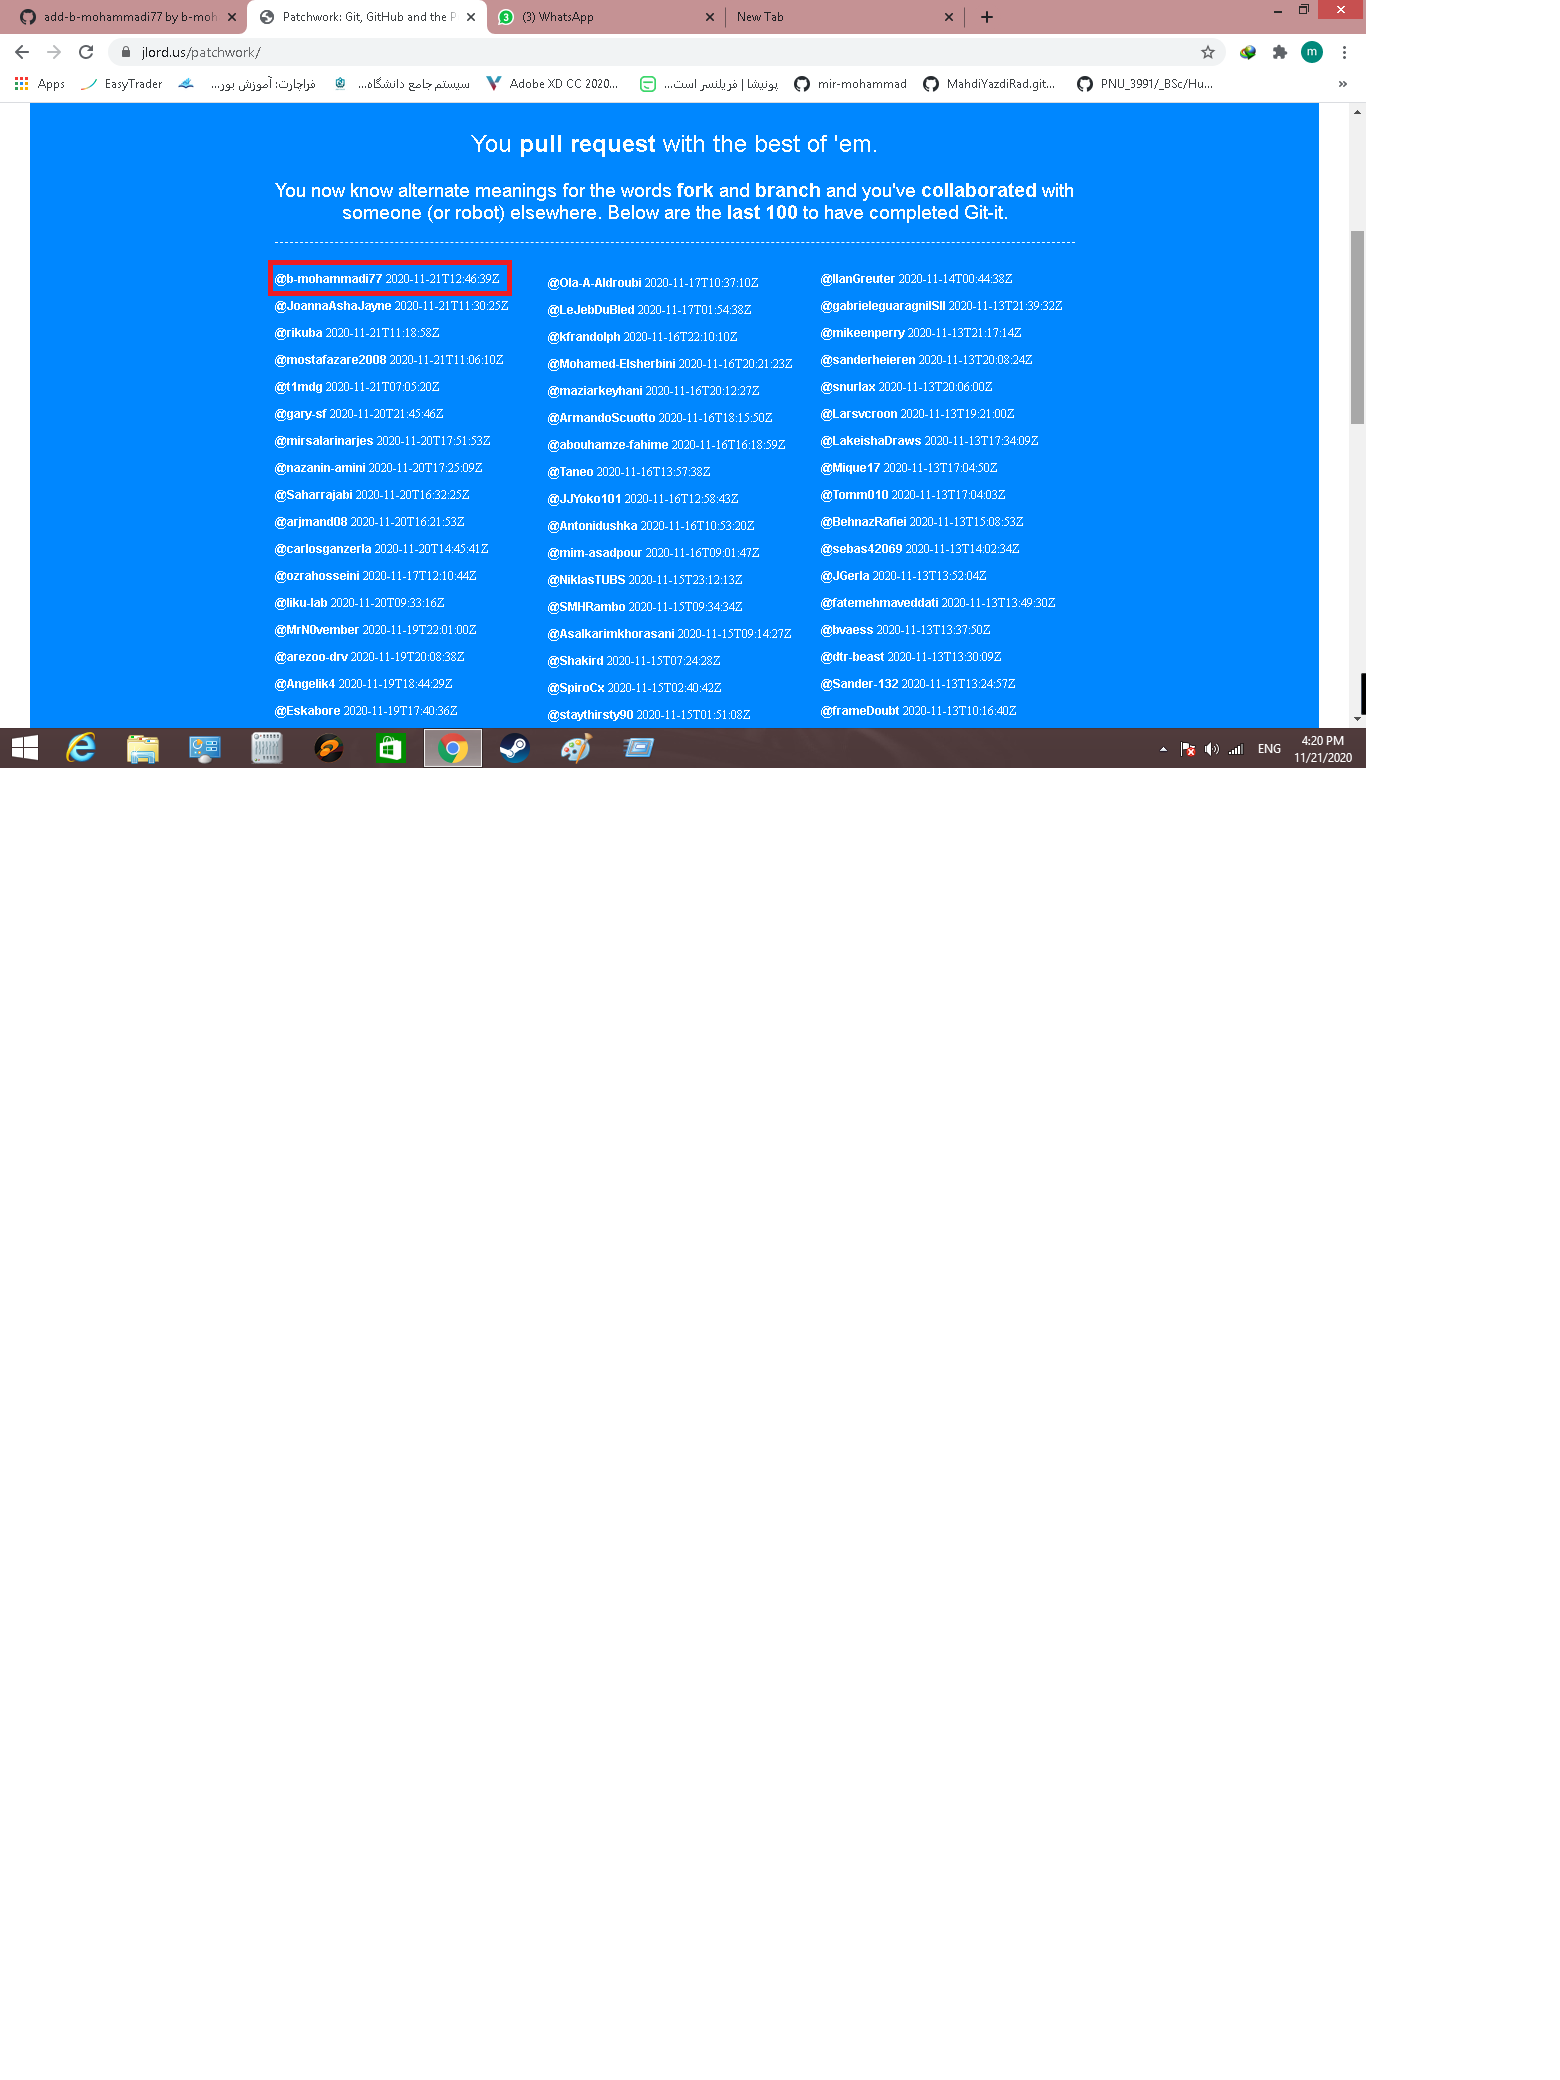 add-b-mohammadi77 by b-moh
Patchwork: Git, GitHub and the P
(3) WhatsApp
New Tab
jlord.us/patchwork/
m
Apps
EasyTrader
فراچارت: آموزش بور...
سیستم جامع دانشگاه...
Adobe XD CC 2020...
پونیشا | فریلنسر است...
mir-mohammad
MahdiYazdiRad.git...
PNU_3991/_BSc/Hu...
»
You pull request with the best of 'em.
You now know alternate meanings for the words fork and branch and you've collaborated with
someone (or robot) elsewhere. Below are the last 100 to have completed Git-it.
@b-mohammadi77 2020-11-21T12:46:39Z
@JoannaAshaJayne 2020-11-21T11:30:25Z
@rikuba 2020-11-21T11:18:58Z
@mostafazare2008 2020-11-21T11:06:10Z
@t1mdg 2020-11-21T07:05:20Z
@gary-sf 2020-11-20T21:45:46Z
@mirsalarinarjes 2020-11-20T17:51:53Z
@nazanin-amini 2020-11-20T17:25:09Z
@Saharrajabi 2020-11-20T16:32:25Z
@arjmand08 2020-11-20T16:21:53Z
@carlosganzerla 2020-11-20T14:45:41Z
@ozrahosseini 2020-11-17T12:10:44Z
@liku-lab 2020-11-20T09:33:16Z
@MrN0vember 2020-11-19T22:01:00Z
@arezoo-drv 2020-11-19T20:08:38Z
@Angelik4 2020-11-19T18:44:29Z
@Eskabore 2020-11-19T17:40:36Z
@Ola-A-Aldroubi 2020-11-17T10:37:10Z
@LeJebDuBled 2020-11-17T01:54:38Z
@kfrandolph 2020-11-16T22:10:10Z
@Mohamed-Elsherbini 2020-11-16T20:21:23Z
@maziarkeyhani 2020-11-16T20:12:27Z
@ArmandoScuotto 2020-11-16T18:15:50Z
@abouhamze-fahime 2020-11-16T16:18:59Z
@Taneo 2020-11-16T13:57:38Z
@JJYoko101 2020-11-16T12:58:43Z
@Antonidushka 2020-11-16T10:53:20Z
@mim-asadpour 2020-11-16T09:01:47Z
@NiklasTUBS 2020-11-15T23:12:13Z
@SMHRambo 2020-11-15T09:34:34Z
@Asalkarimkhorasani 2020-11-15T09:14:27Z
@Shakird 2020-11-15T07:24:28Z
@SpiroCx 2020-11-15T02:40:42Z
@staythirsty90 2020-11-15T01:51:08Z
@IlanGreuter 2020-11-14T00:44:38Z
@gabrieleguaragnilSII 2020-11-13T21:39:32Z
@mikeenperry 2020-11-13T21:17:14Z
@sanderheieren 2020-11-13T20:08:24Z
@snurlax 2020-11-13T20:06:00Z
@Larsvcroon 2020-11-13T19:21:00Z
@LakeishaDraws 2020-11-13T17:34:09Z
@Mique17 2020-11-13T17:04:50Z
@Tomm010 2020-11-13T17:04:03Z
@BehnazRafiei 2020-11-13T15:08:53Z
@sebas42069 2020-11-13T14:02:34Z
@JGerla 2020-11-13T13:52:04Z
@fatemehmaveddati 2020-11-13T13:49:30Z
@bvaess 2020-11-13T13:37:50Z
@dtr-beast 2020-11-13T13:30:09Z
@Sander-132 2020-11-13T13:24:57Z
@frameDoubt 2020-11-13T10:16:40Z
ENG
4:20 PM
11/21/2020